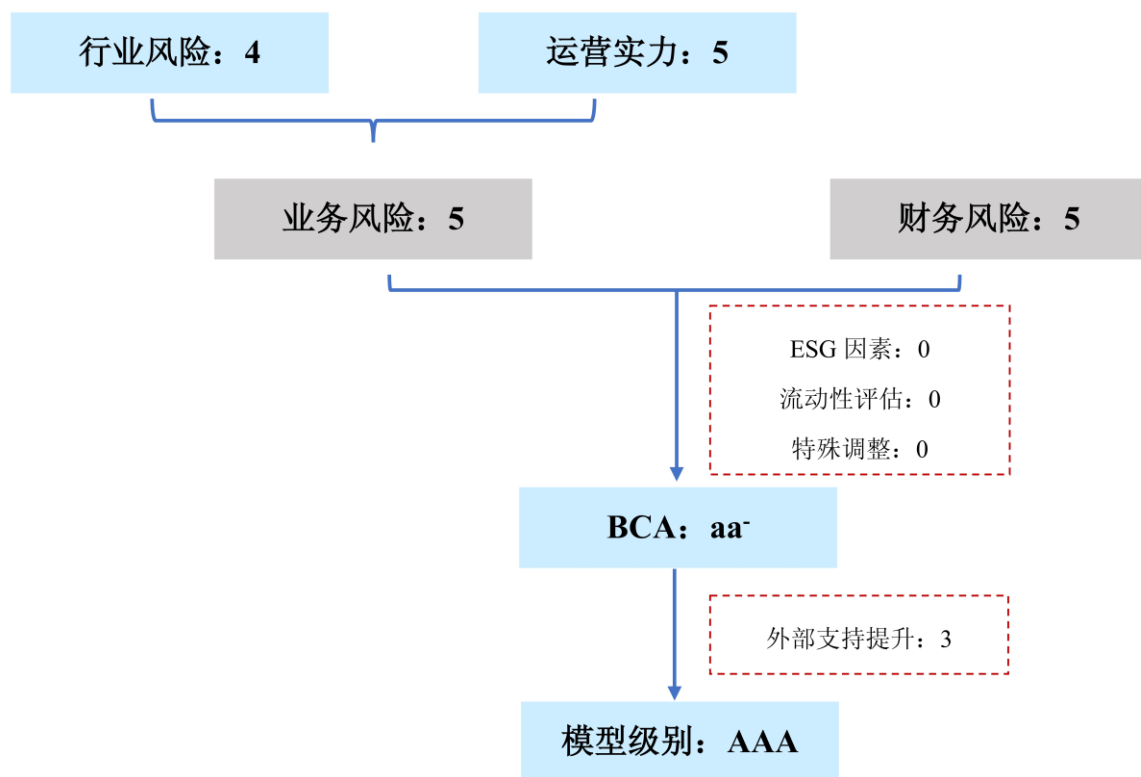 行业风险：4
运营实力：5
业务风险：5
财务风险：5
ESG 因素：0
流动性评估：0
特殊调整：0
BCA：aa-
外部支持提升：3
模型级别：AAA